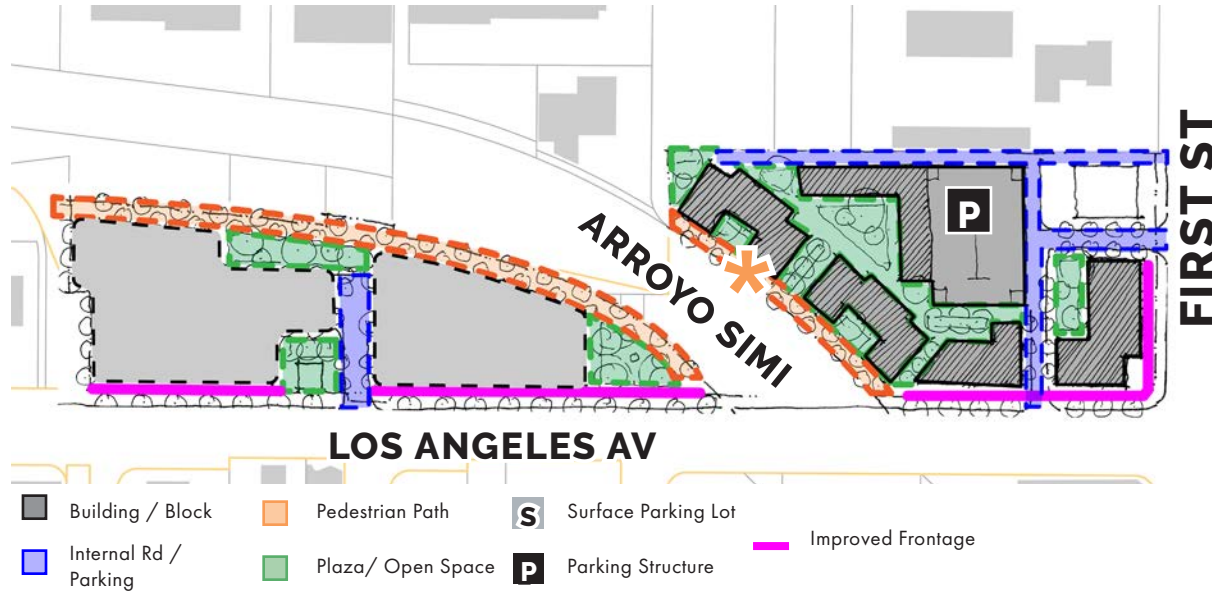 FIRST ST
P
ARROYO SIMI
LOS ANGELES AV
Building / Block
Internal Rd /
Parking
Pedestrian Path
Plaza/ Open Space
S Surface Parking Lot
P Parking Structure
Improved Frontage